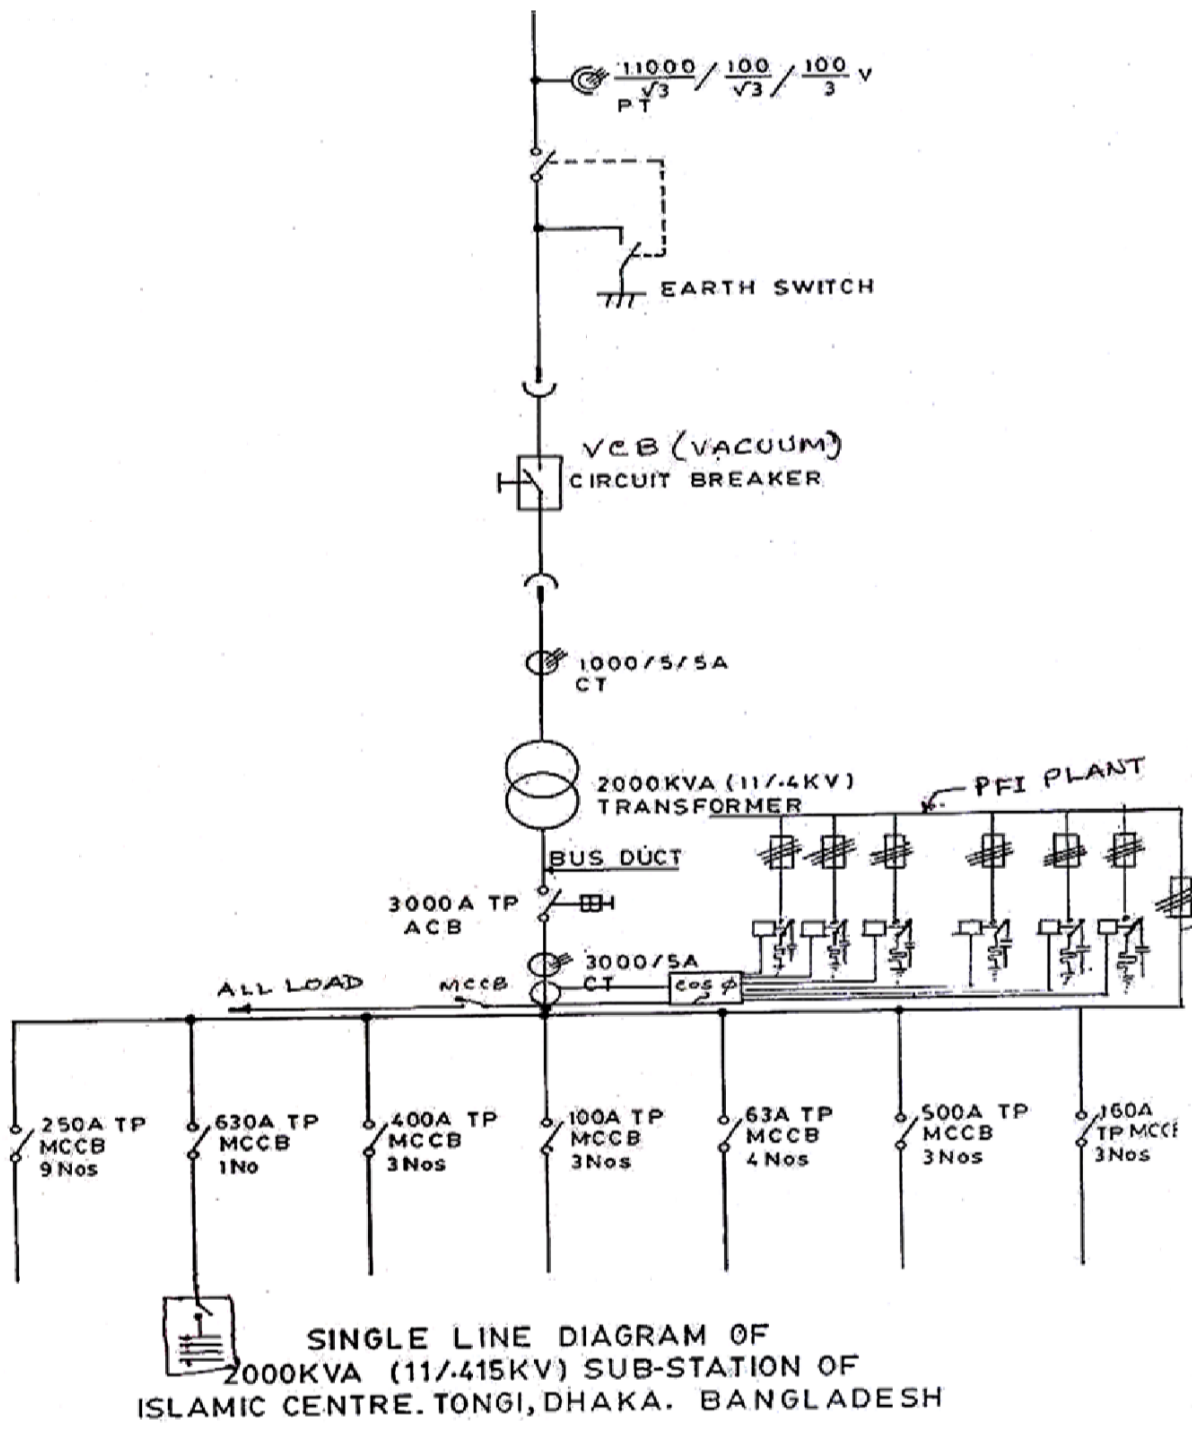 11000/√3 / 100/√3 / 100/3 V
PT
EARTH SWITCH
VCB (VACUUM)
CIRCUIT BREAKER
1000/5/5A
CT
2000KVA (11/.4KV)
TRANSFORMER
PFI PLANT
BUS DUCT
3000A TP
ACB
3000/5A
CT
cos φ
ALL LOAD
MCCB
250A TP
MCCB
9 Nos
630A TP
MCCB
1 No
400A TP
MCCB
3 Nos
100A TP
MCCB
3 Nos
63A TP
MCCB
4 Nos
500A TP
MCCB
3 Nos
160A
TP MCCB
3 Nos
SINGLE LINE DIAGRAM OF
2000KVA (11/.415KV) SUB-STATION OF
ISLAMIC CENTRE. TONGI, DHAKA. BANGLADESH